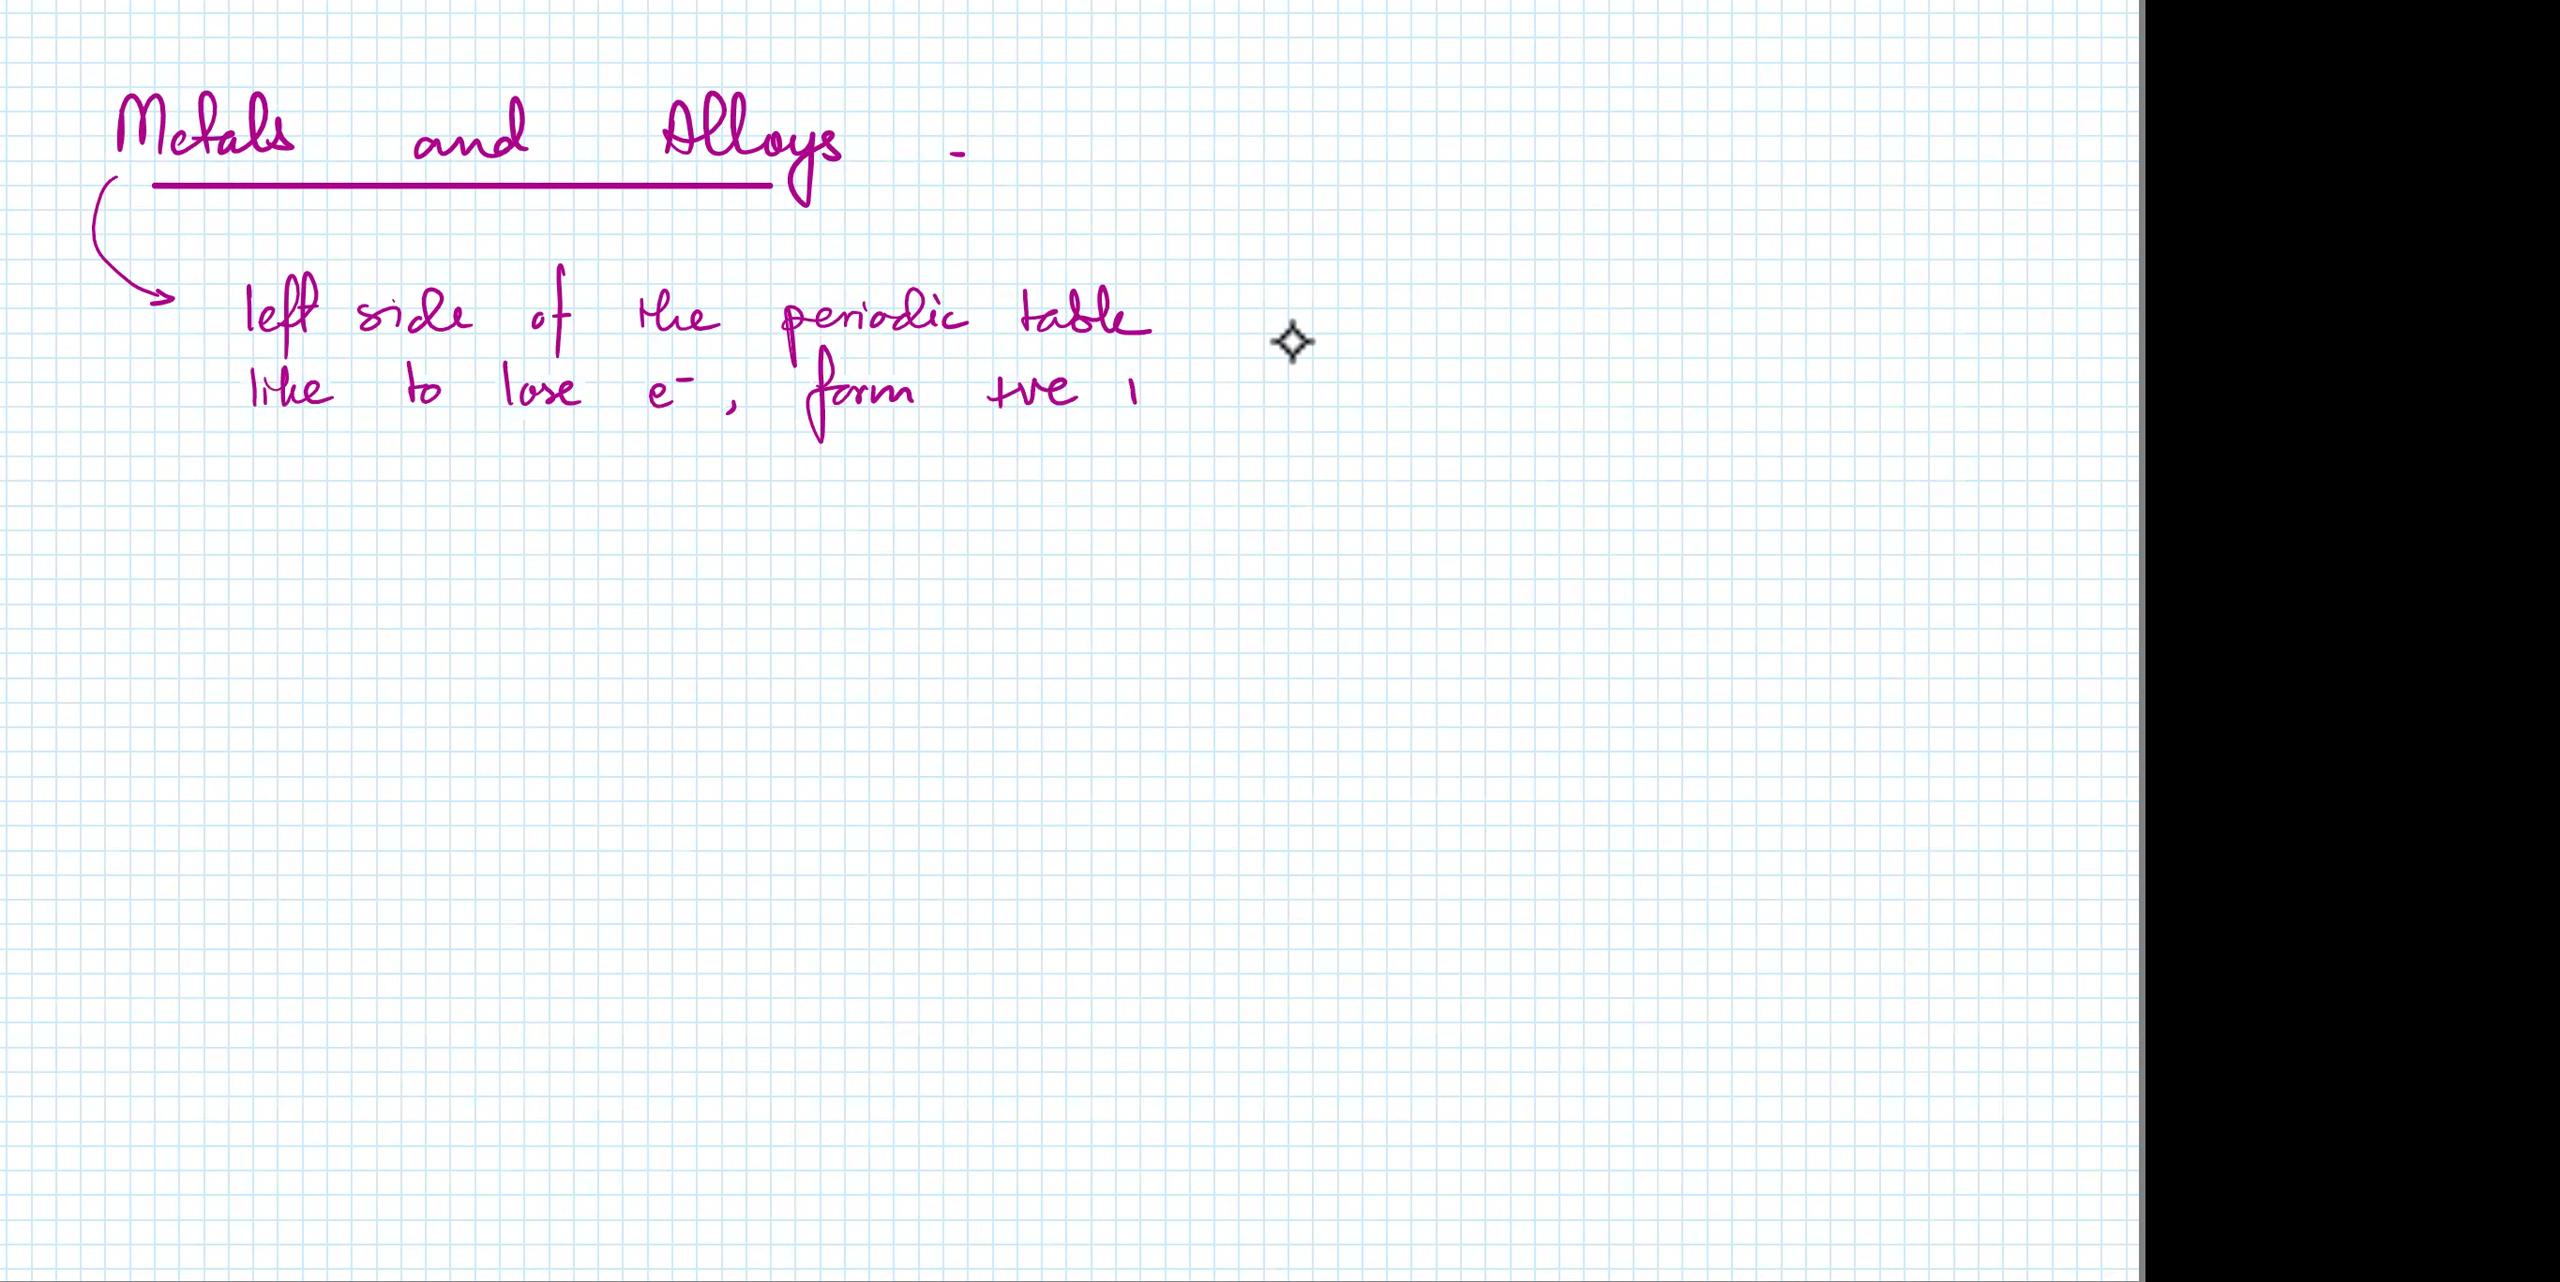 Metals and Alloys -
left side of the periodic table
like to lose e⁻, form +ve i